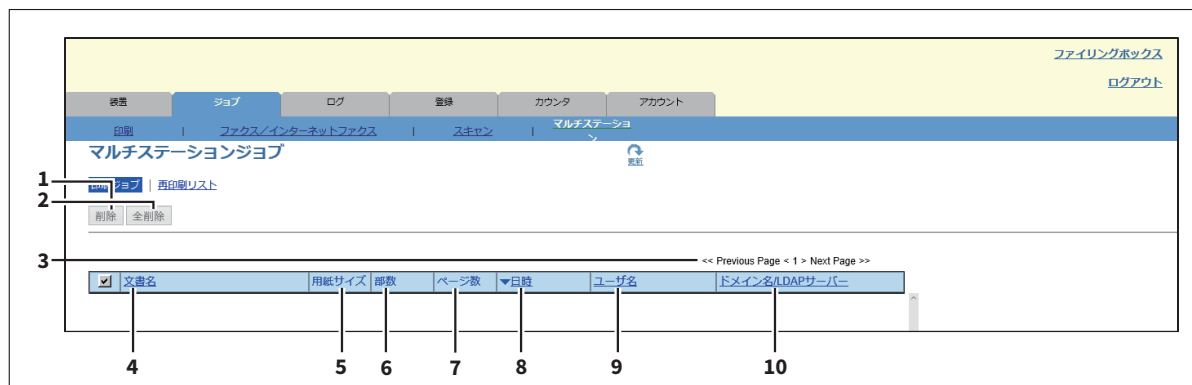 ファイリングボックス
ログアウト
装置 ジョブ ログ 登録 カウンタ アカウント
印刷 | ファクス／インターネットファクス | スキャン | マルチステーショ
ン
マルチステーションジョブ 更新
1
印刷ジョブ | 再印刷リスト
2
削除 全削除
3 << Previous Page < 1 > Next Page >>
文書名 用紙サイズ 部数 ページ数 ▼日時 ユーザ名 ドメイン名/LDAPサーバー
4 5 6 7 8 9 10